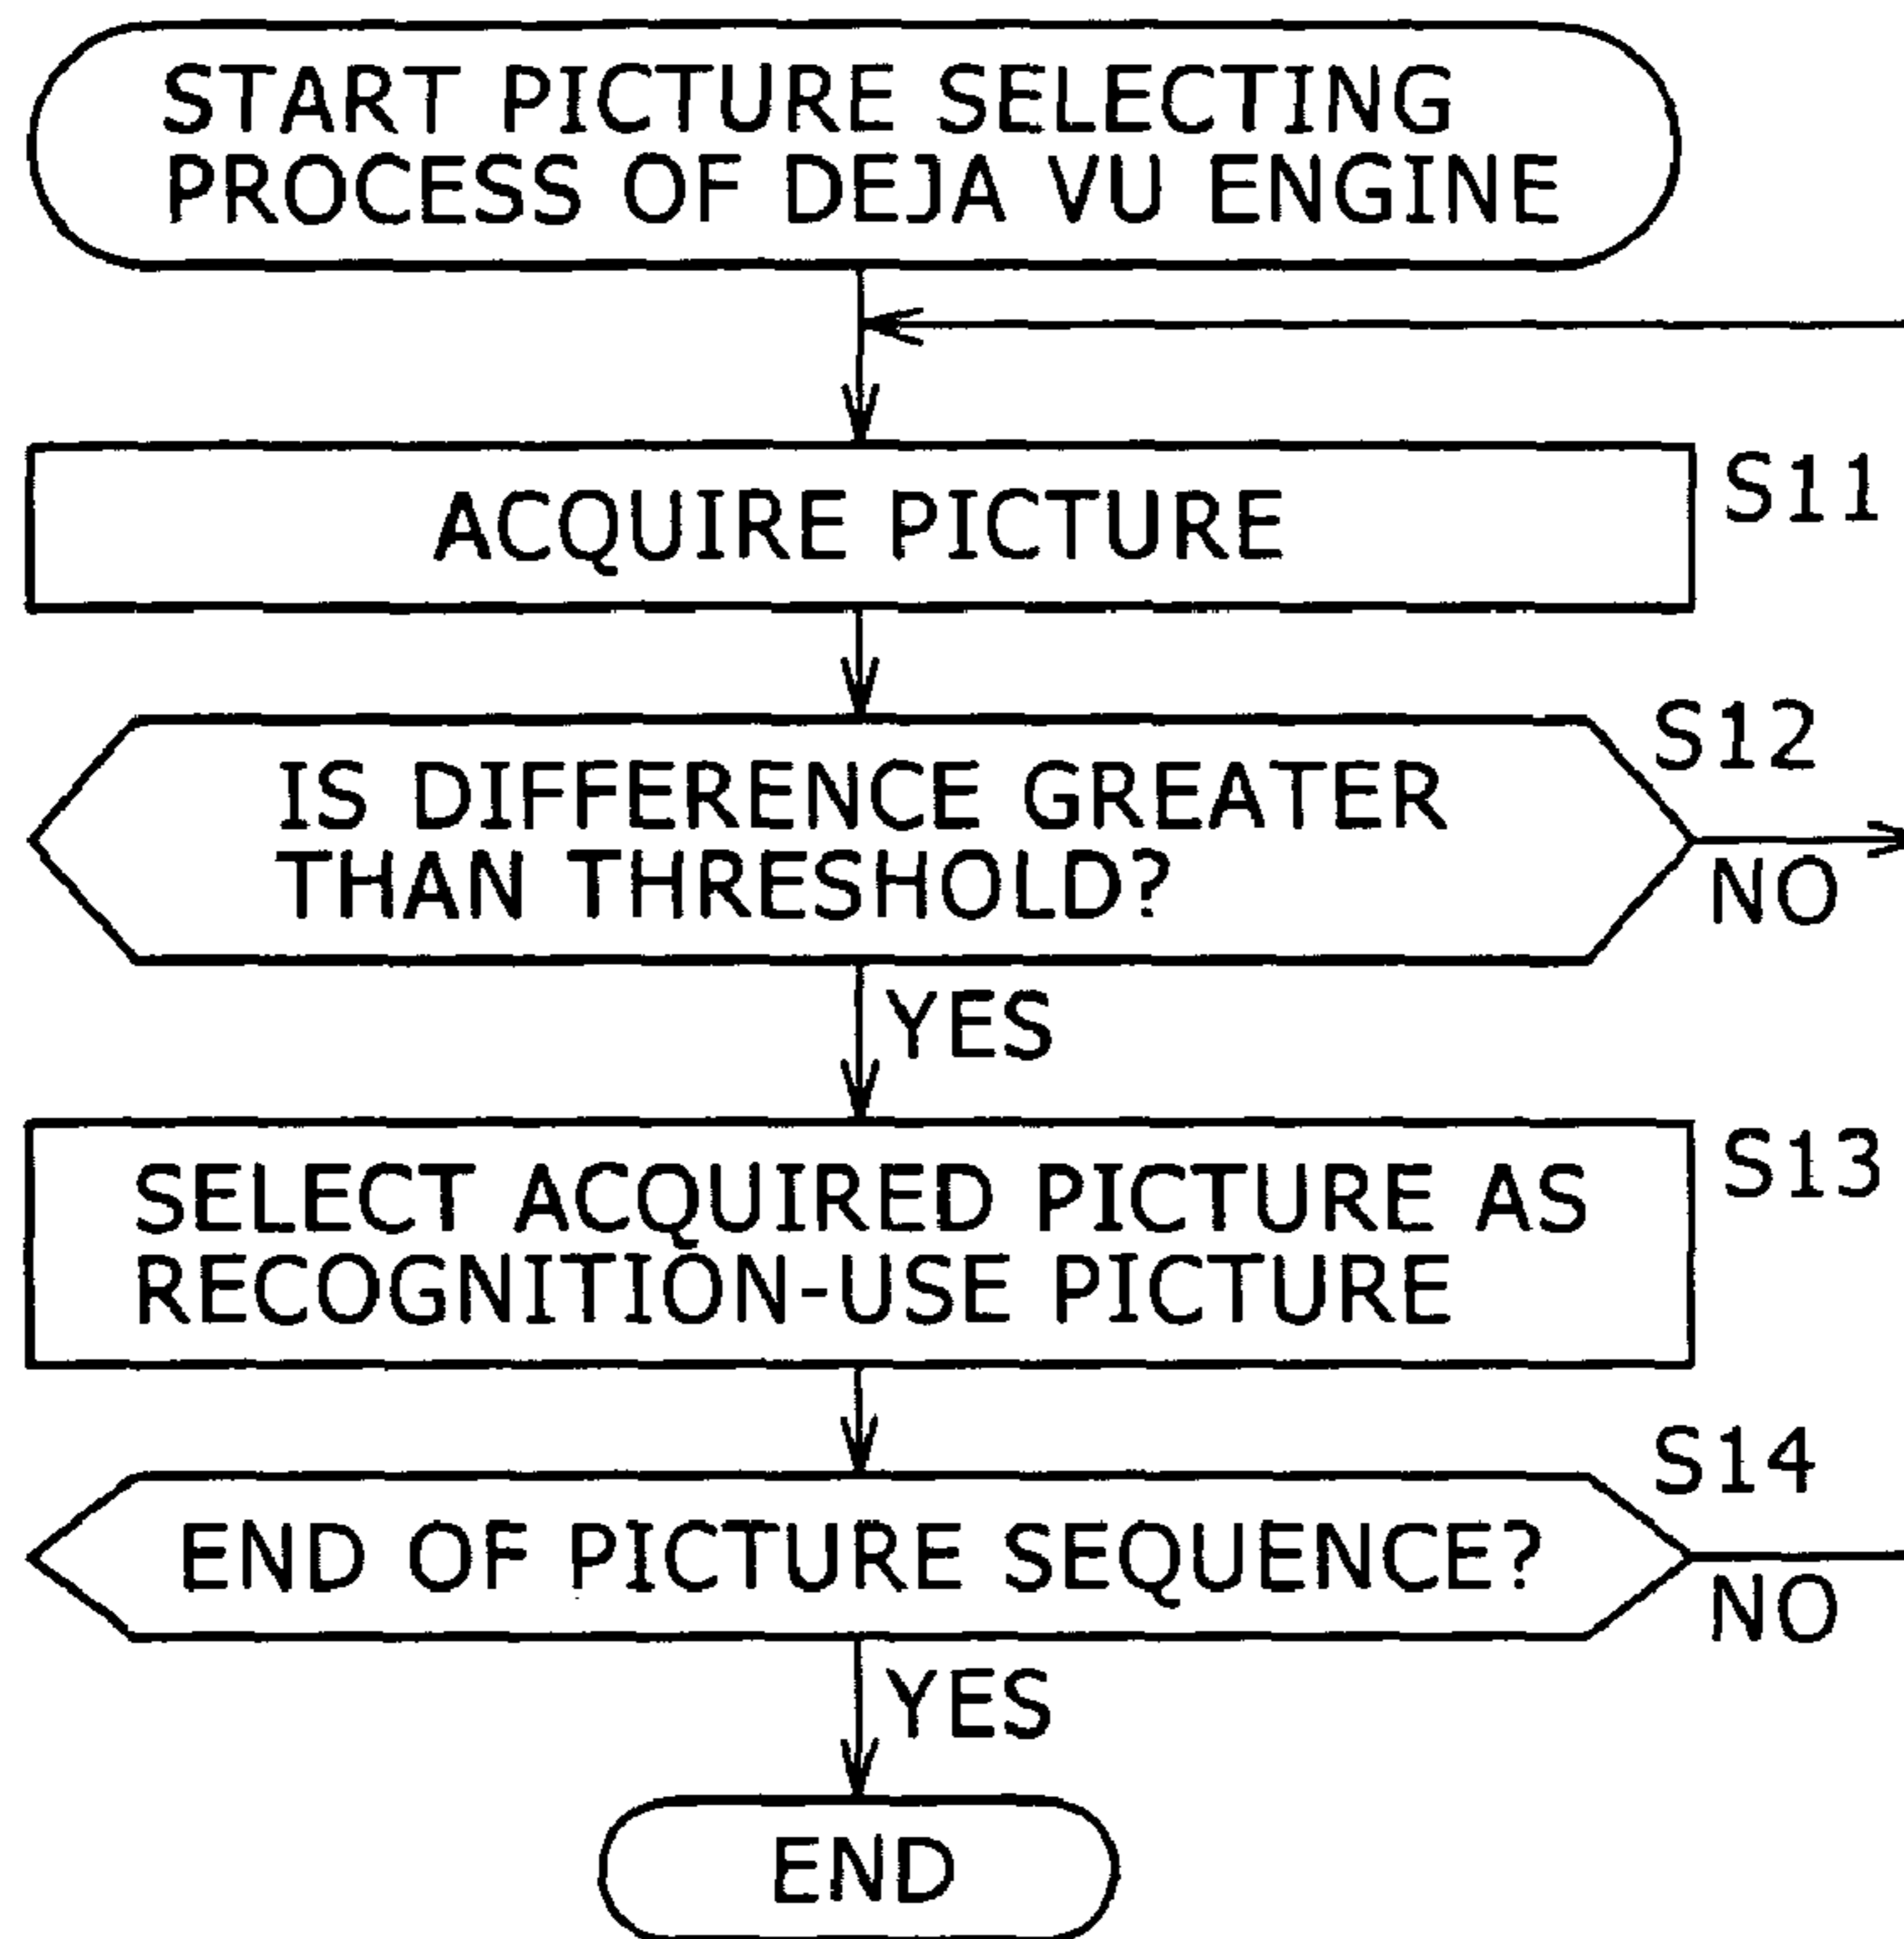 START PICTURE SELECTING
PROCESS OF DEJA VU ENGINE
ACQUIRE PICTURE
S11
S12
IS DIFFERENCE GREATER
THAN THRESHOLD?
NO
YES
SELECT ACQUIRED PICTURE AS
RECOGNITION-USE PICTURE
S13
S14
END OF PICTURE SEQUENCE?
NO
YES
END